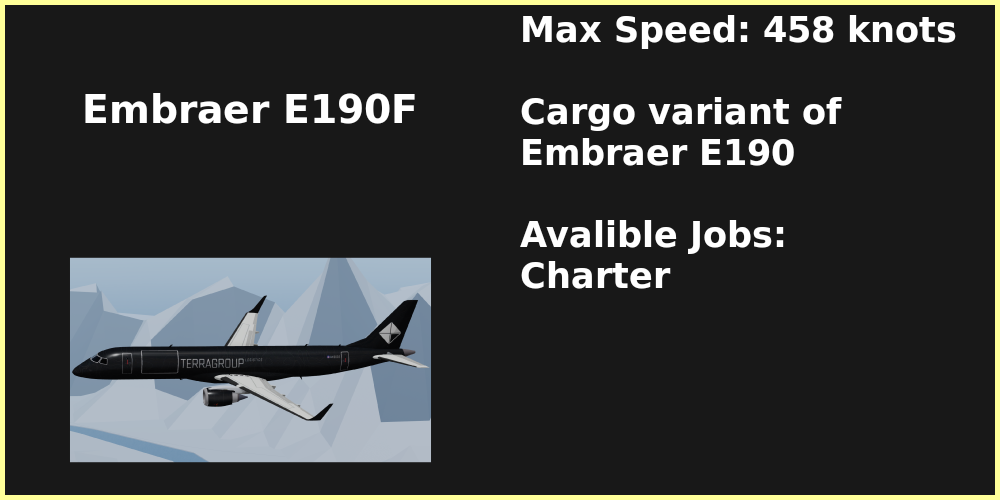 Max Speed: 458 knots
Embraer E190F
Cargo variant of
Embraer E190
Avalible Jobs:
Charter
TERRAGROUP